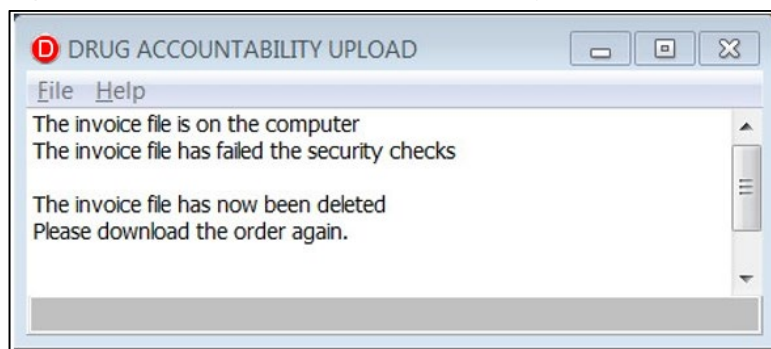 D DRUG ACCOUNTABILITY UPLOAD
File Help
The invoice file is on the computer
The invoice file has failed the security checks
The invoice file has now been deleted
Please download the order again.